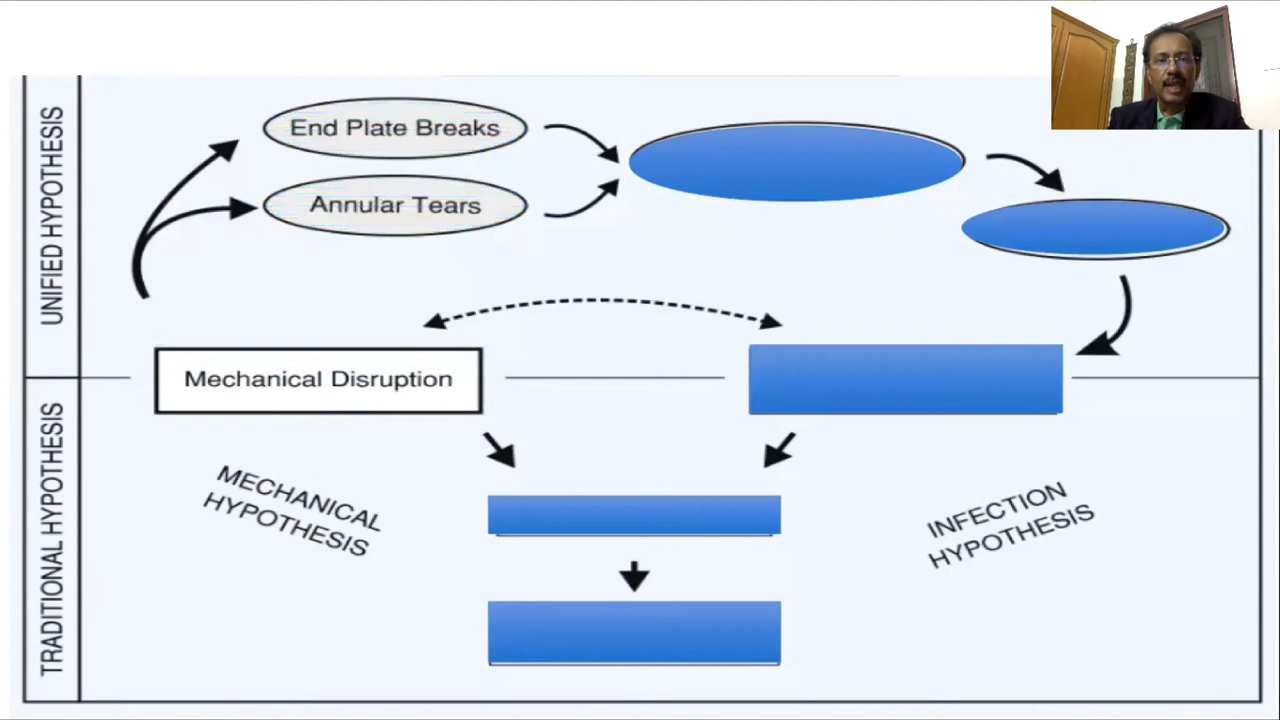 UNIFIED HYPOTHESIS
End Plate Breaks
Annular Tears
Mechanical Disruption
TRADITIONAL HYPOTHESIS
MECHANICAL
HYPOTHESIS
INFECTION
HYPOTHESIS